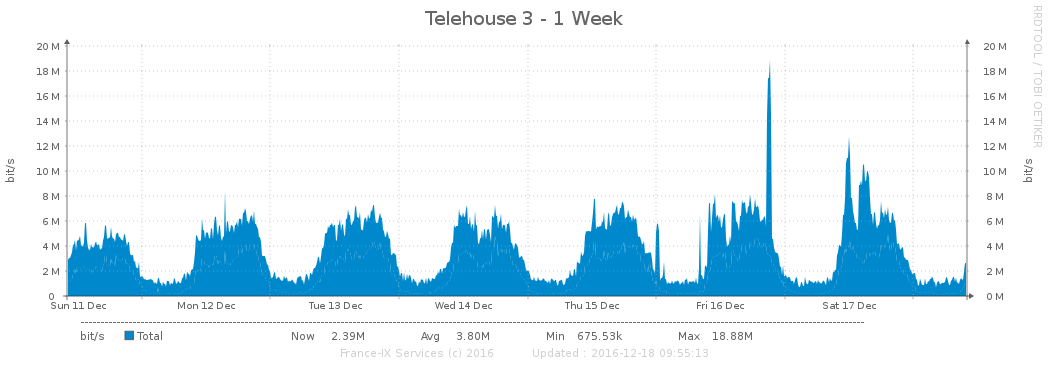 Telehouse 3 - 1 Week
RRDTOOL / TOBI OETIKER
20 M 20 M
18 M 18 M
16 M 16 M
14 M 14 M
12 M 12 M
10 M 10 M
8 M 8 M
6 M 6 M
4 M 4 M
2 M 2 M
0 0 M
bit/s
bit/s
Sun 11 Dec Mon 12 Dec Tue 13 Dec Wed 14 Dec Thu 15 Dec Fri 16 Dec Sat 17 Dec
bit/s Total Now 2.39M Avg 3.80M Min 675.53k Max 18.88M
France-IX Services (c) 2016 Updated : 2016-12-18 09:55:13